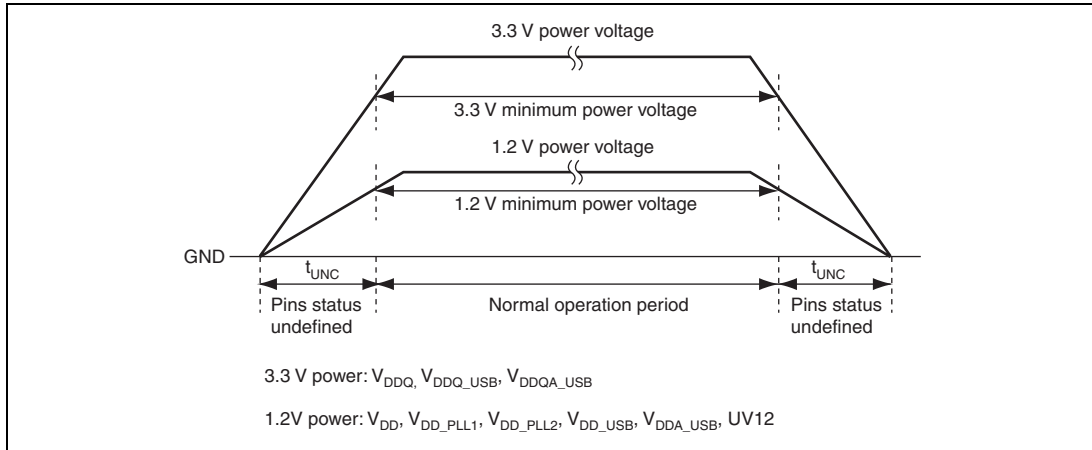 3.3 V power voltage
3.3 V minimum power voltage
1.2 V power voltage
1.2 V minimum power voltage
GND
tUNC
tUNC
Pins status
undefined
Normal operation period
Pins status
undefined
3.3 V power: VDDQ, VDDQ_USB, VDDQA_USB
1.2V power: VDD, VDD_PLL1, VDD_PLL2, VDD_USB, VDDA_USB, UV12